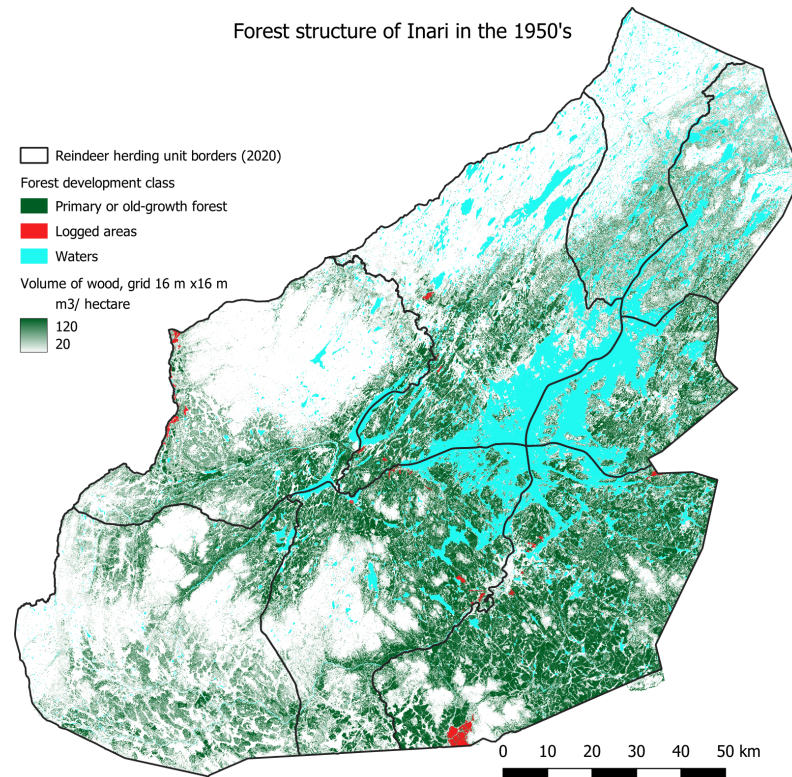 Forest structure of Inari in the 1950's
Reindeer herding unit borders (2020)
Forest development class
Primary or old-growth forest
Logged areas
Waters
Volume of wood, grid 16 m x16 m
m3/ hectare
120
20
0 10 20 30 40 50 km